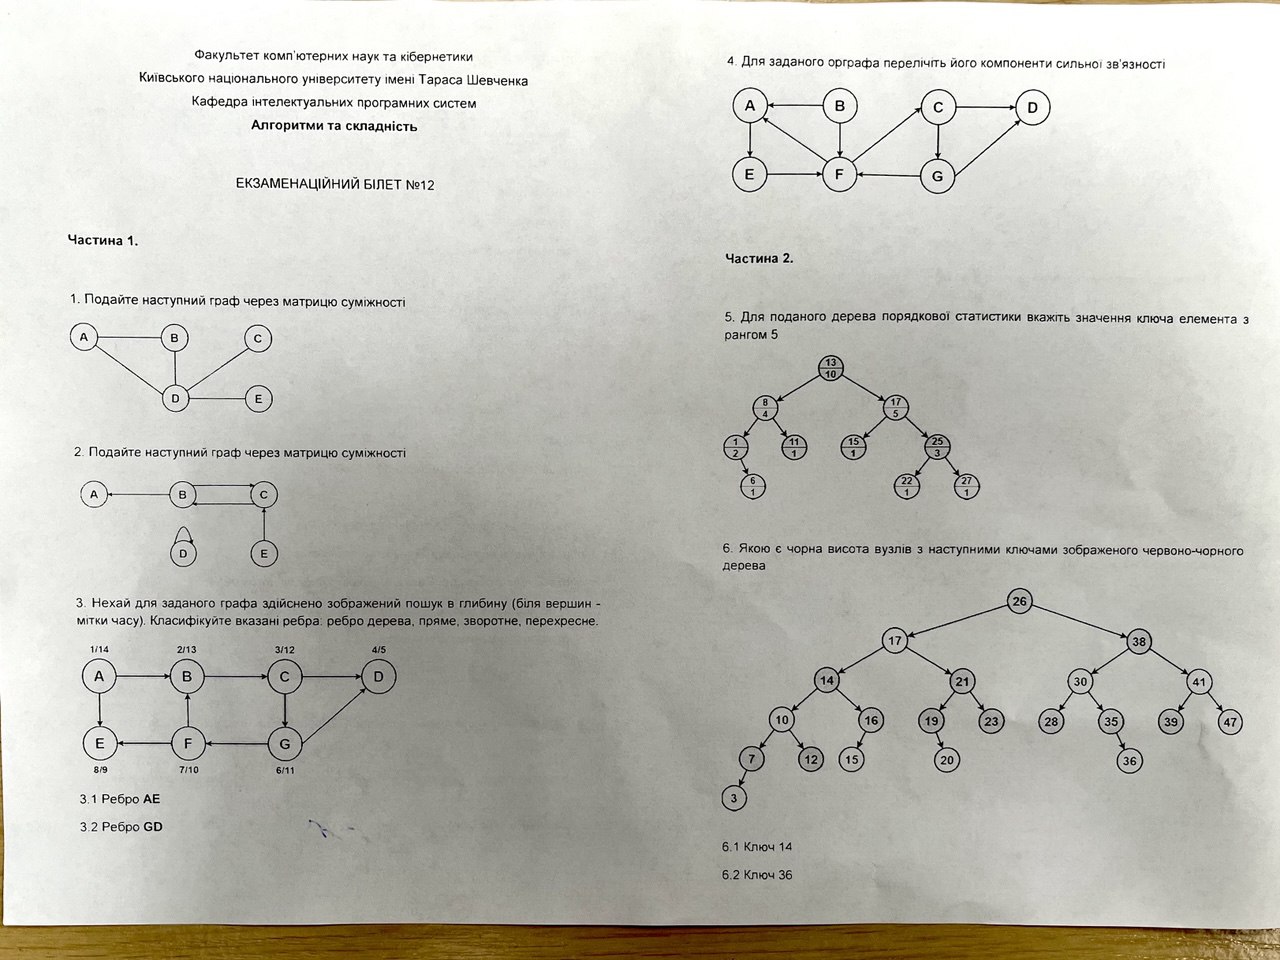 Факультет комп'ютерних наук та кібернетики
Київського національного університету імені Тараса Шевченка
Кафедра інтелектуальних програмних систем
Алгоритми та складність
ЕКЗАМЕНАЦІЙНИЙ БІЛЕТ №12
Частина 1.
1. Подайте наступний граф через матрицю суміжності
A B C
D E
2. Подайте наступний граф через матрицю суміжності
A B C
D E
3. Нехай для заданого графа здійснено зображений пошук в глибину (біля вершин -
мітки часу). Класифікуйте вказані ребра: ребро дерева, пряме, зворотне, перехресне.
1/14 2/13 3/12 4/5
A B C D
E F G
8/9 7/10 6/11
3.1 Ребро AE
3.2 Ребро GD
4. Для заданого орграфа перелічіть його компоненти сильної зв'язності
A B C D
E F G
Частина 2.
5. Для поданого дерева порядкової статистики вкажіть значення ключа елемента з
рангом 5
13
10
8 17
4 5
1 11 15 25
2 1 1 3
6 22 27
1 1 1
6. Якою є чорна висота вузлів з наступними ключами зображеного червоно-чорного
дерева
26
17 38
14 21 30 41
10 16 19 23 28 35 39 47
7 12 15 20 36
3
6.1 Ключ 14
6.2 Ключ 36